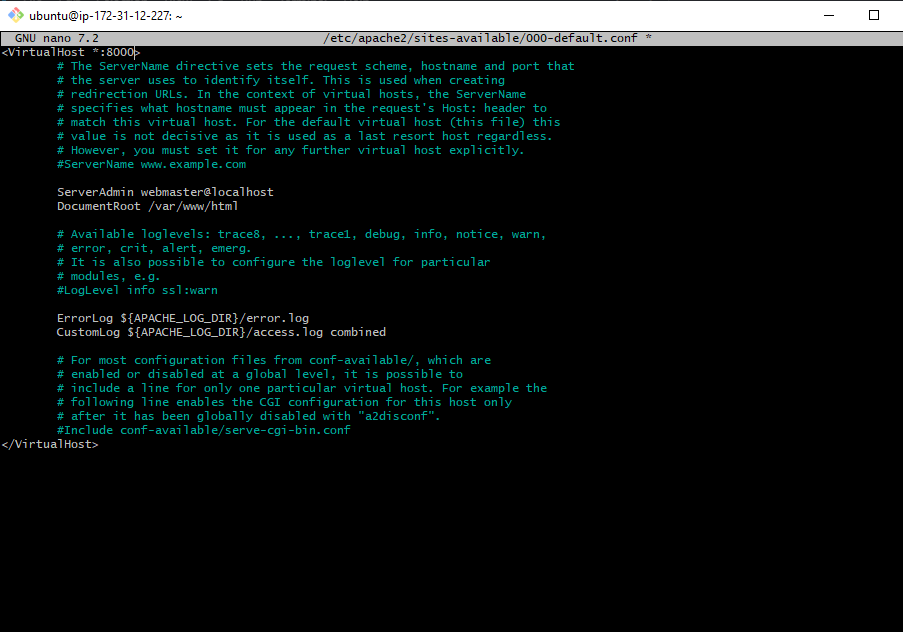 ubuntu@ip-172-31-12-227: ~
GNU nano 7.2 /etc/apache2/sites-available/000-default.conf *
<VirtualHost *:8000>
# The ServerName directive sets the request scheme, hostname and port that
# the server uses to identify itself. This is used when creating
# redirection URLs. In the context of virtual hosts, the ServerName
# specifies what hostname must appear in the request's Host: header to
# match this virtual host. For the default virtual host (this file) this
# value is not decisive as it is used as a last resort host regardless.
# However, you must set it for any further virtual host explicitly.
#ServerName www.example.com
ServerAdmin webmaster@localhost
DocumentRoot /var/www/html
# Available loglevels: trace8, ..., trace1, debug, info, notice, warn,
# error, crit, alert, emerg.
# It is also possible to configure the loglevel for particular
# modules, e.g.
#LogLevel info ssl:warn
ErrorLog ${APACHE_LOG_DIR}/error.log
CustomLog ${APACHE_LOG_DIR}/access.log combined
# For most configuration files from conf-available/, which are
# enabled or disabled at a global level, it is possible to
# include a line for only one particular virtual host. For example the
# following line enables the CGI configuration for this host only
# after it has been globally disabled with "a2disconf".
#Include conf-available/serve-cgi-bin.conf
</VirtualHost>